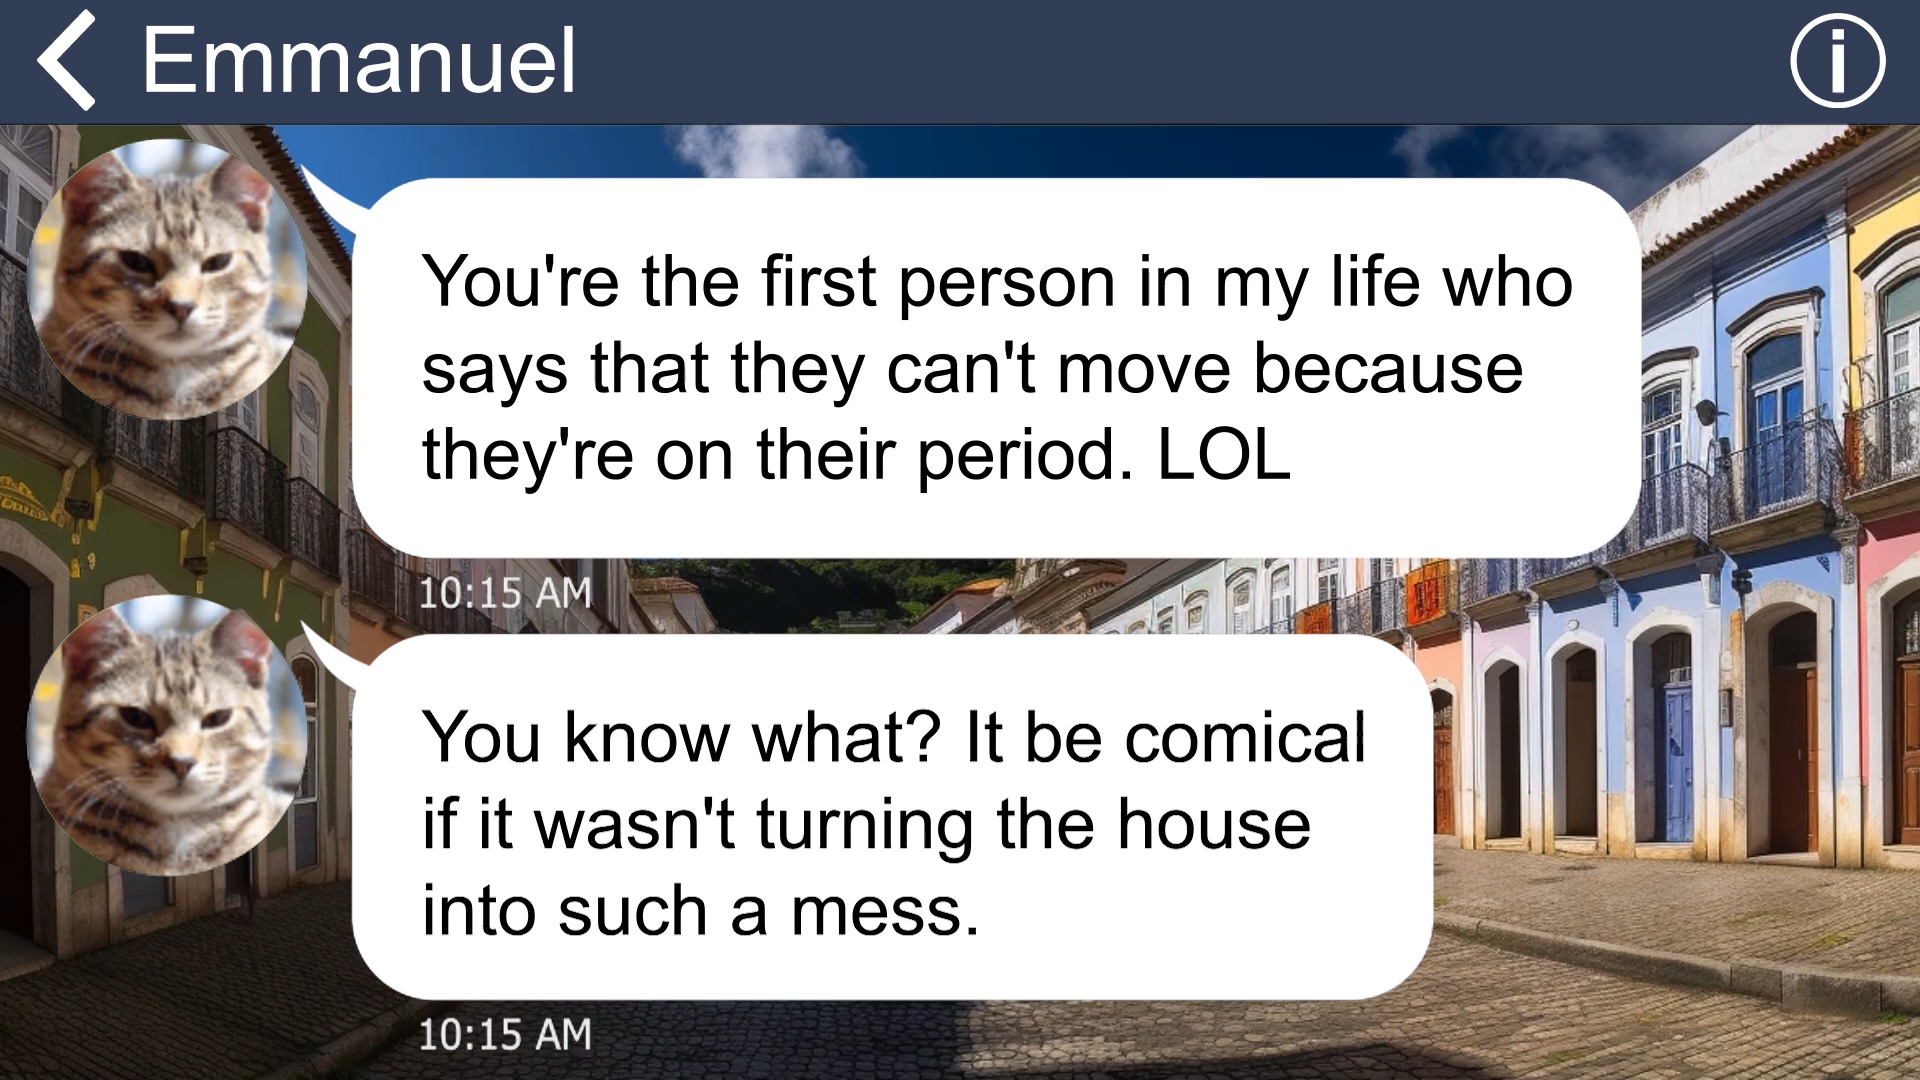 Emmanuel
You're the first person in my life who
says that they can't move because
they're on their period. LOL
10:15 AM
You know what? It be comical
if it wasn't turning the house
into such a mess.
10:15 AM